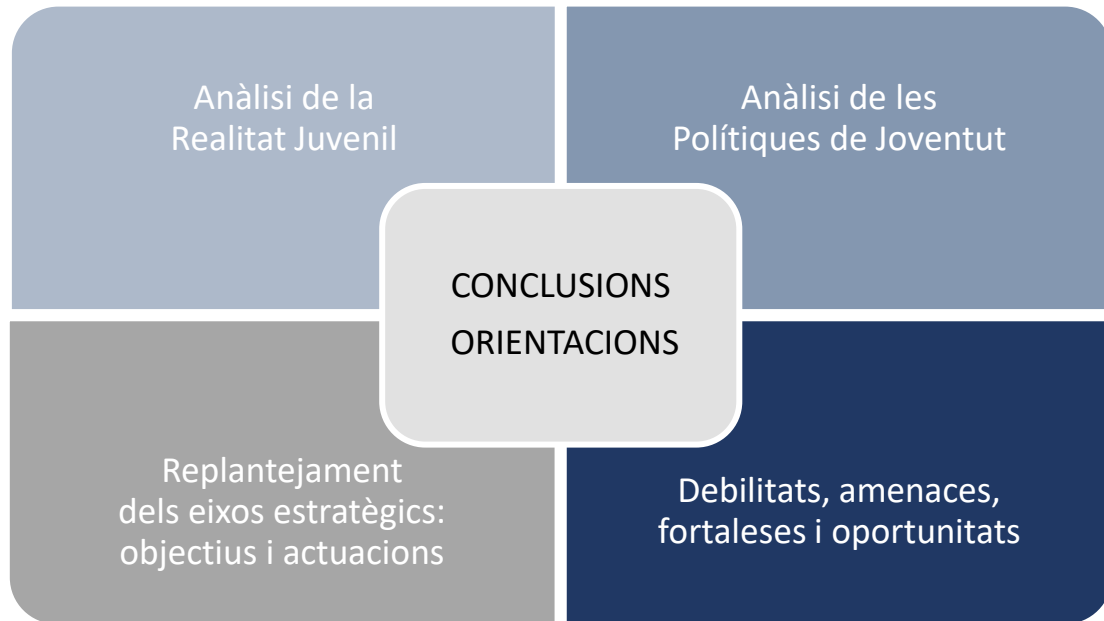 Anàlisi de la
Realitat Juvenil
Anàlisi de les
Polítiques de Joventut
CONCLUSIONS
ORIENTACIONS
Replantejament
dels eixos estratègics:
objectius i actuacions
Debilitats, amenaces,
fortaleses i oportunitats